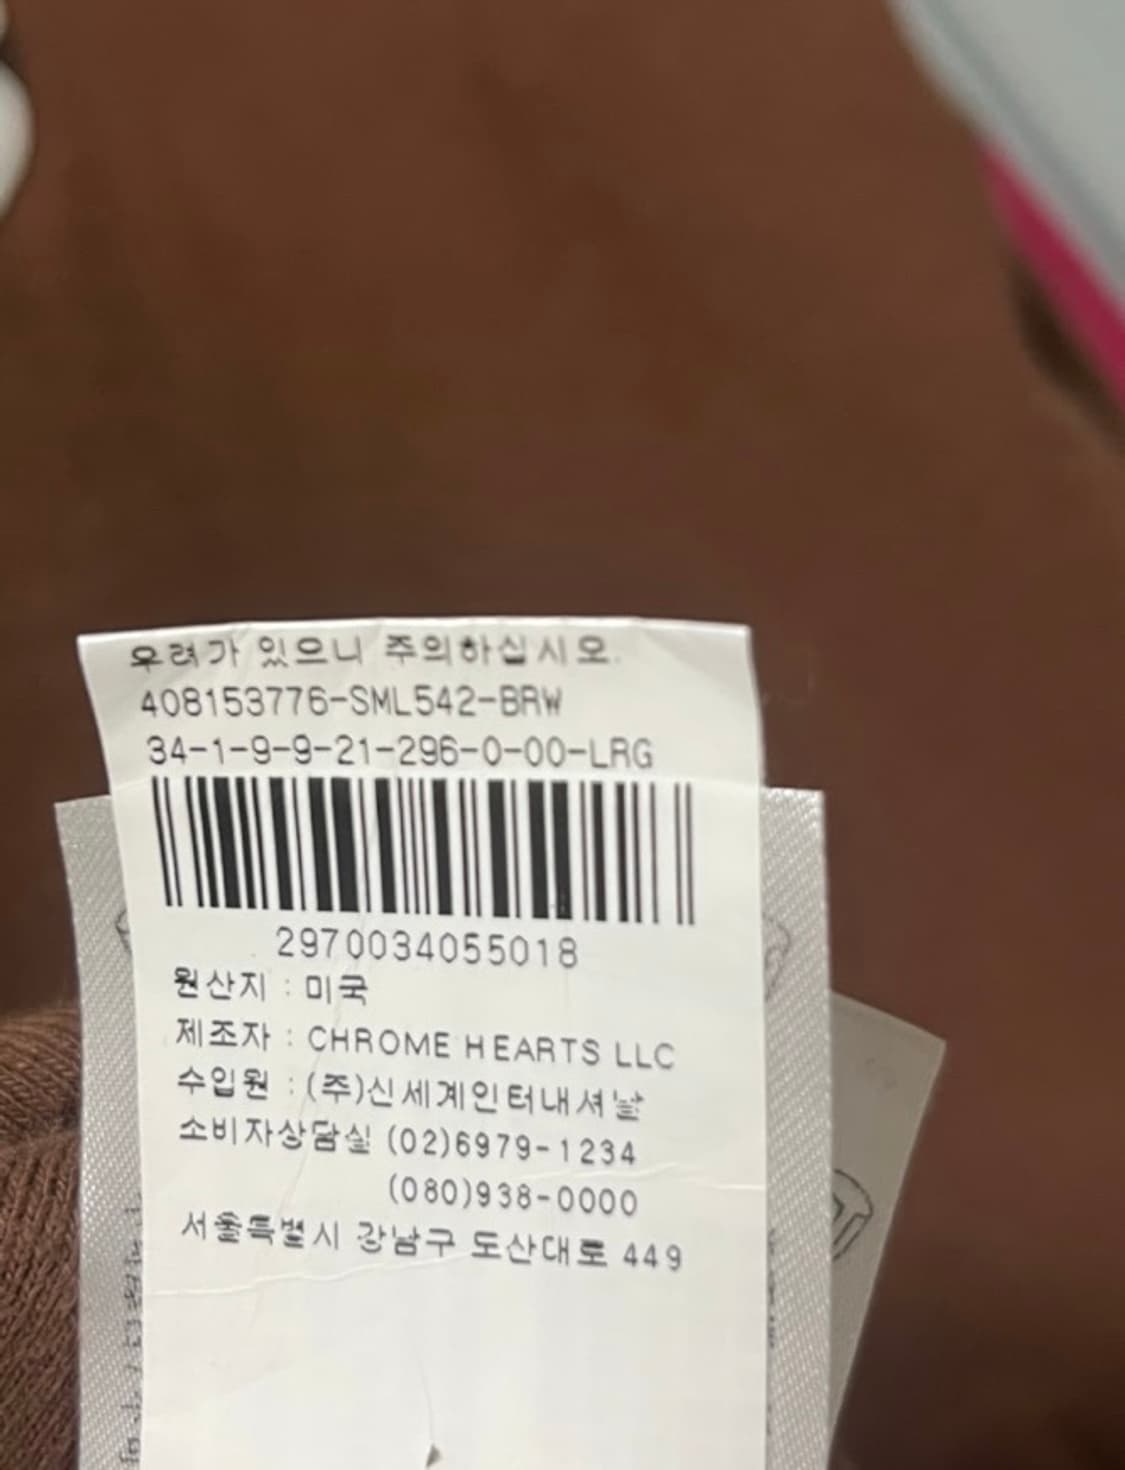 우려가 있으니 주의하십시오.
408153776-SML542-BRW
34-1-9-9-21-296-0-00-LRG
2970034055018
원산지 : 미국
제조자 : CHROME HEARTS LLC
수입원 : (주)신세계인터내셔날
소비자상담실 (02)6979-1234
(080)938-0000
서울특별시 강남구 도산대로 449